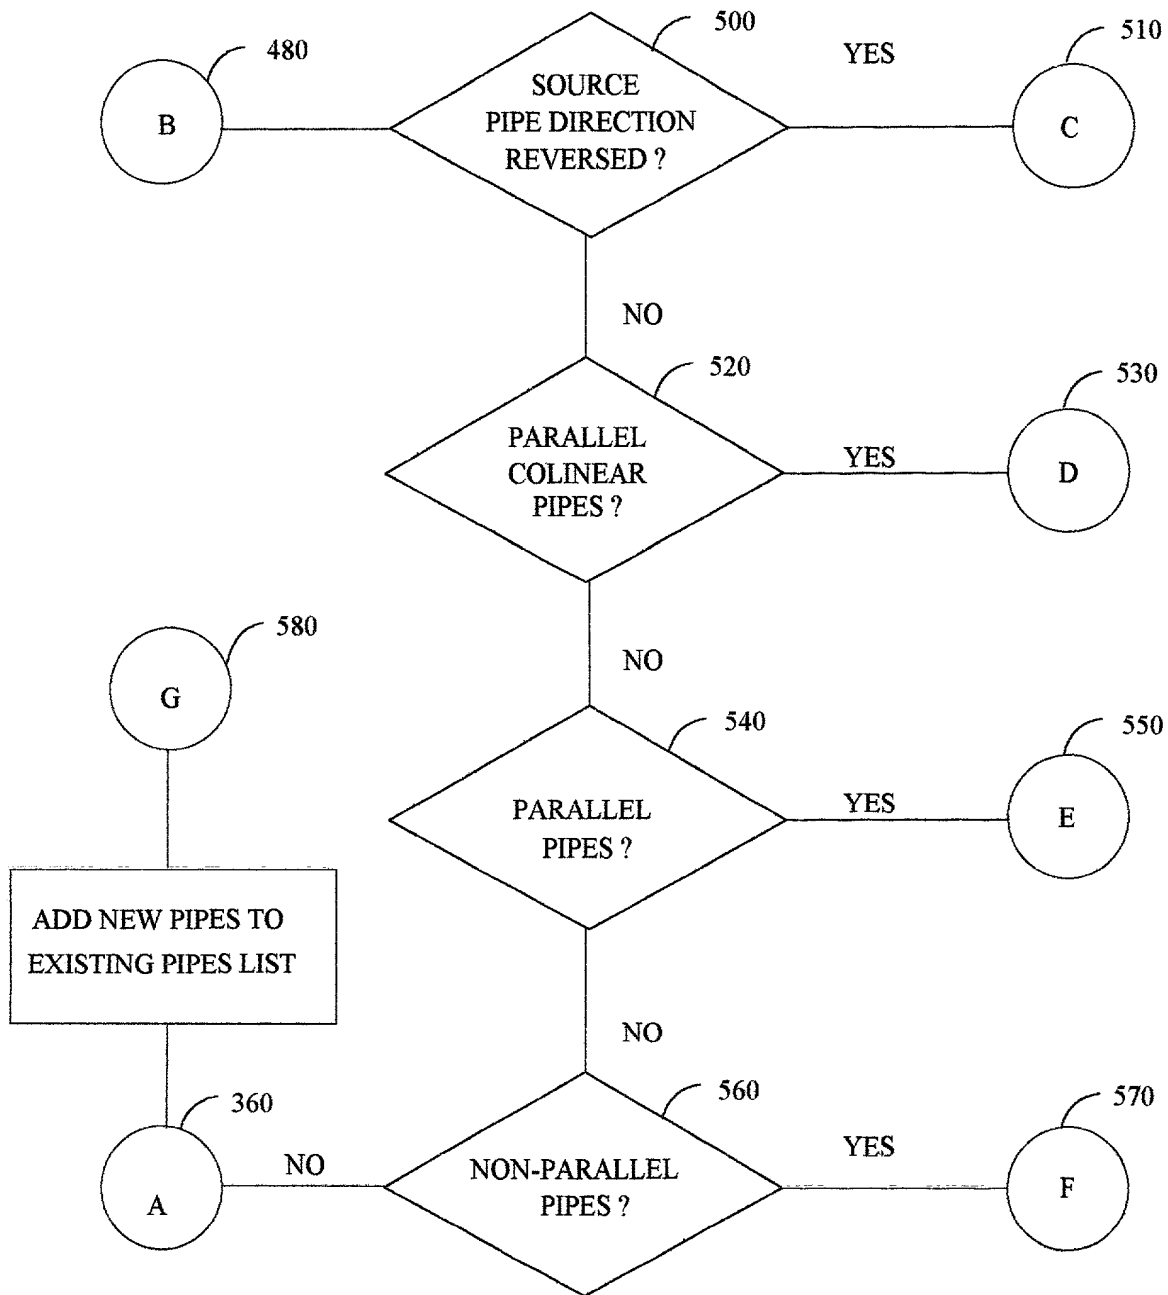 480
B
500
SOURCE
PIPE DIRECTION
REVERSED ?
YES
510
C
NO
520
PARALLEL
COLINEAR
PIPES ?
YES
530
D
NO
580
G
540
PARALLEL
PIPES ?
YES
550
E
ADD NEW PIPES TO
EXISTING PIPES LIST
NO
360
A
NO
560
NON-PARALLEL
PIPES ?
YES
570
F